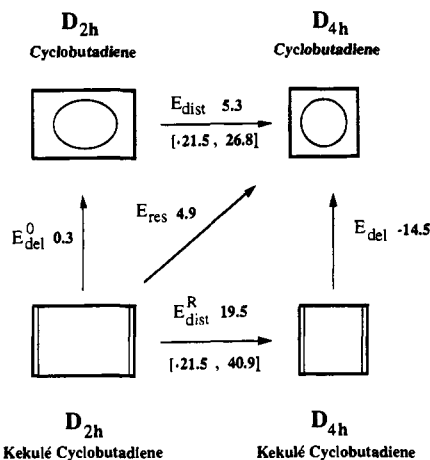 D2h D4h
Cyclobutadiene Cyclobutadiene
Edist 5.3
[-21.5 , 26.8]
E0del 0.3
Eres 4.9
Edel -14.5
ERdist 19.5
[-21.5 , 40.9]
D2h D4h
Kekulé Cyclobutadiene Kekulé Cyclobutadiene